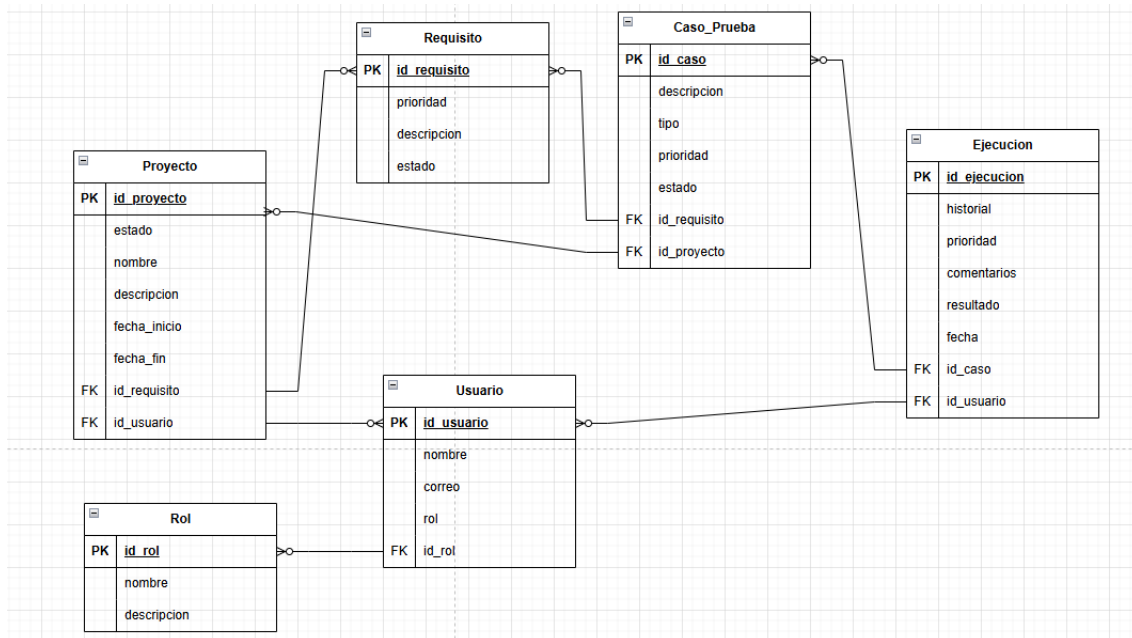 Requisito
PK id_requisito
prioridad
descripcion
estado
Caso_Prueba
PK id_caso
descripcion
tipo
prioridad
estado
FK id_requisito
FK id_proyecto
Ejecucion
PK id_ejecucion
historial
prioridad
comentarios
resultado
fecha
FK id_caso
FK id_usuario
Proyecto
PK id_proyecto
estado
nombre
descripcion
fecha_inicio
fecha_fin
FK id_requisito
FK id_usuario
Usuario
PK id_usuario
nombre
correo
rol
FK id_rol
Rol
PK id_rol
nombre
descripcion